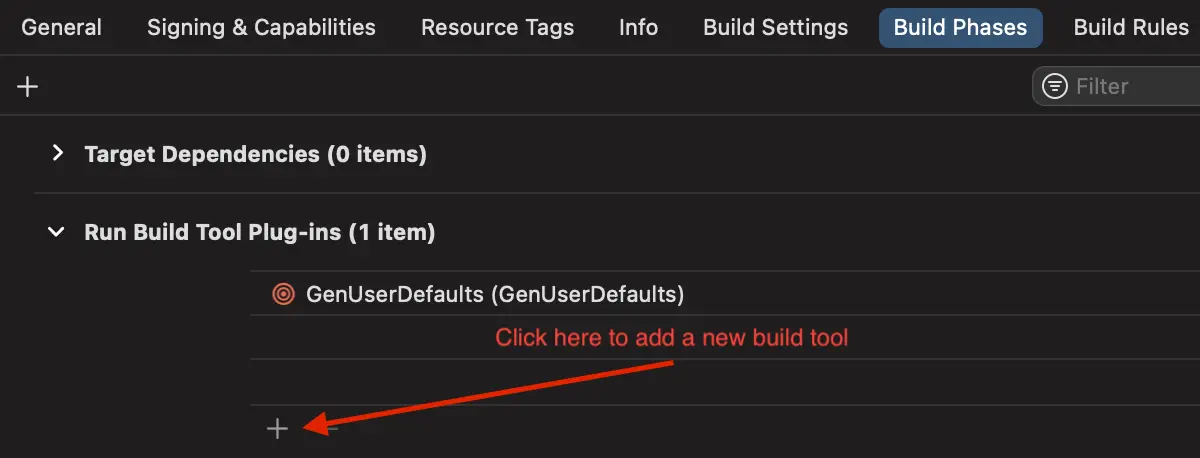 General Signing & Capabilities Resource Tags Info Build Settings Build Phases Build Rules
Filter
Target Dependencies (0 items)
Run Build Tool Plug-ins (1 item)
GenUserDefaults (GenUserDefaults)
Click here to add a new build tool